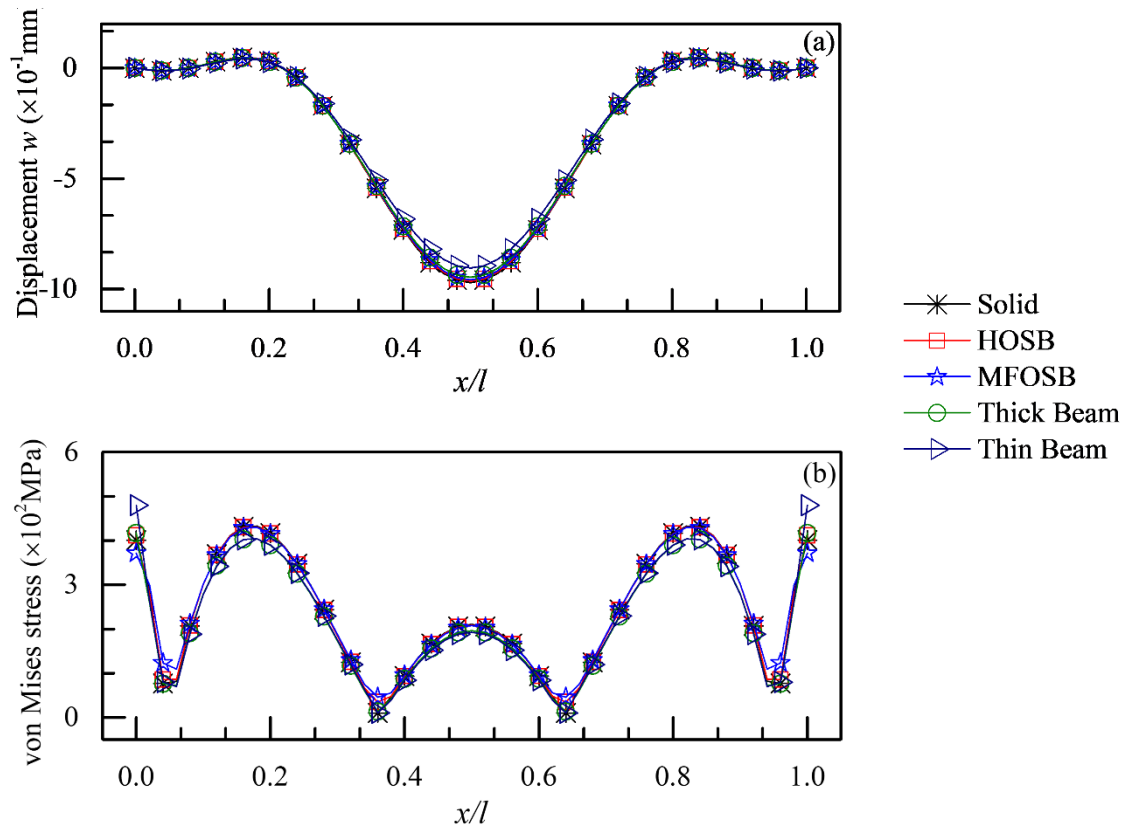 (a)
Displacement w (×10⁻¹mm)
0
-5
-10
0.0 0.2 0.4 0.6 0.8 1.0
x/l
Solid
HOSB
MFOSB
Thick Beam
Thin Beam
(b)
von Mises stress (×10²MPa)
6
3
0
0.0 0.2 0.4 0.6 0.8 1.0
x/l